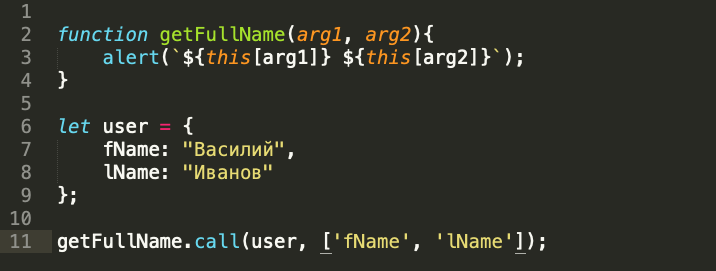 1
2 function getFullName(arg1, arg2){
3     alert(`${this[arg1]} ${this[arg2]}`);
4 }
5
6 let user = {
7     fName: "Василий",
8     lName: "Иванов"
9 };
10
11 getFullName.call(user, ['fName', 'lName']);